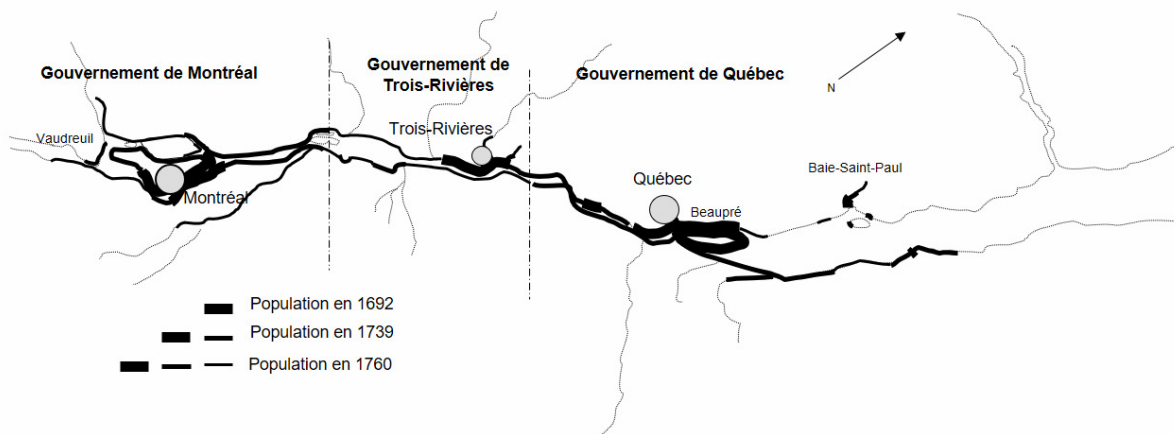 Gouvernement de Montréal
Gouvernement de
Trois-Rivières
Gouvernement de Québec
N
Vaudreuil
Trois-Rivières
Montréal
Québec
Beaupré
Baie-Saint-Paul
Population en 1692
Population en 1739
Population en 1760